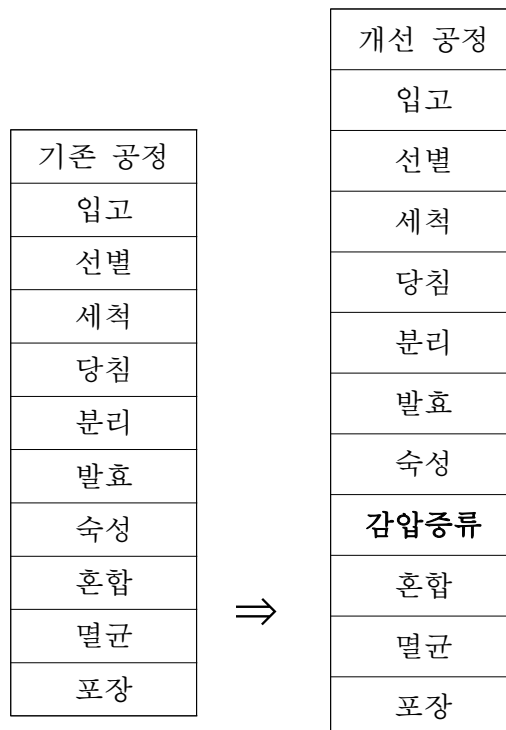 기존 공정
입고
선별
세척
당침
분리
발효
숙성
혼합
멸균
포장
⇒
개선 공정
입고
선별
세척
당침
분리
발효
숙성
감압증류
혼합
멸균
포장